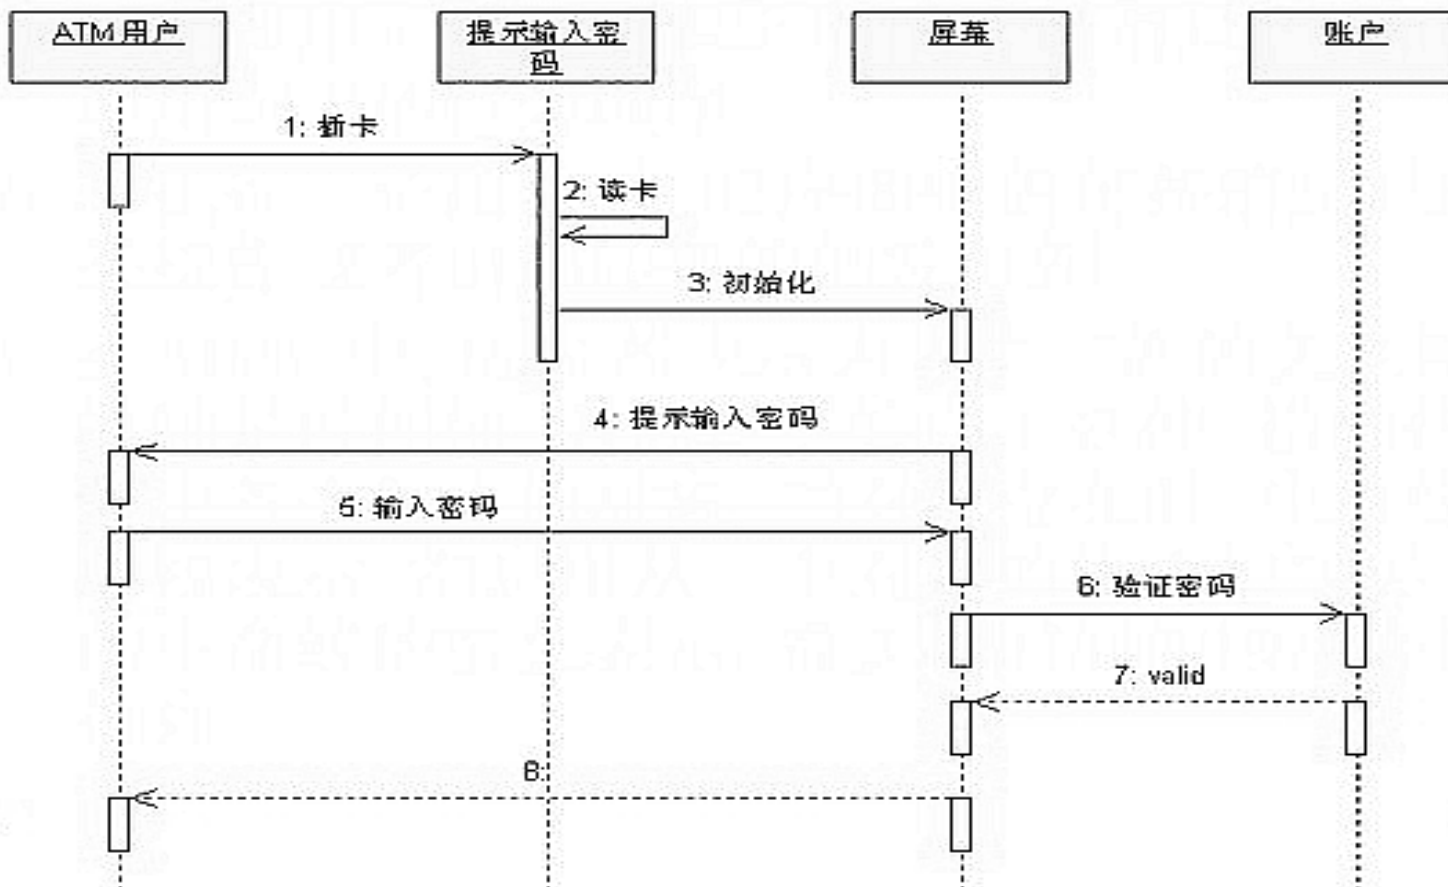 ATM用户
提示输入密
码
屏幕
账户
1: 插卡
2: 读卡
3: 初始化
4: 提示输入密码
5: 输入密码
6: 验证密码
7: valid
8: